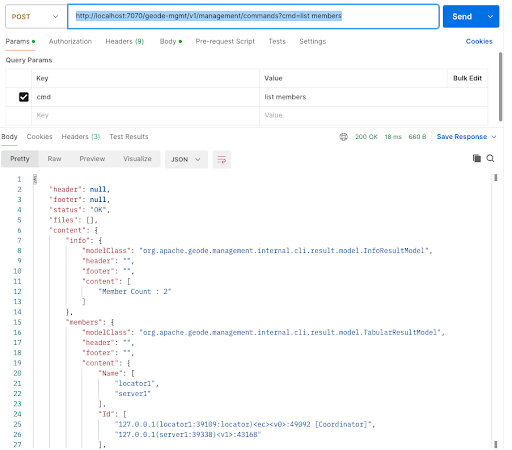 POST
http://localhost:7070/geode-mgmt/v1/management/commands?cmd=list members
Send
Params
Authorization
Headers (9)
Body
Pre-request Script
Tests
Settings
Cookies
Query Params
Key Value Bulk Edit
cmd list members
Key Value
Body Cookies Headers (3) Test Results 200 OK 18 ms 660 B Save Response
Pretty Raw Preview Visualize JSON
1 {
2 "header": null,
3 "footer": null,
4 "status": "OK",
5 "files": [],
6 "content": {
7 "info": {
8 "modelClass": "org.apache.geode.management.internal.cli.result.model.InfoResultModel",
9 "header": "",
10 "footer": "",
11 "content": [
12 "Member Count : 2"
13 ]
14 },
15 "members": {
16 "modelClass": "org.apache.geode.management.internal.cli.result.model.TabularResultModel",
17 "header": "",
18 "footer": "",
19 "content": {
20 "Name": [
21 "locator1",
22 "server1"
23 ],
24 "Id": [
25 "127.0.0.1(locator1:39109:locator)<ec><v0>:49092 [Coordinator]",
26 "127.0.0.1(server1:39338)<v1>:43168"
27 ],